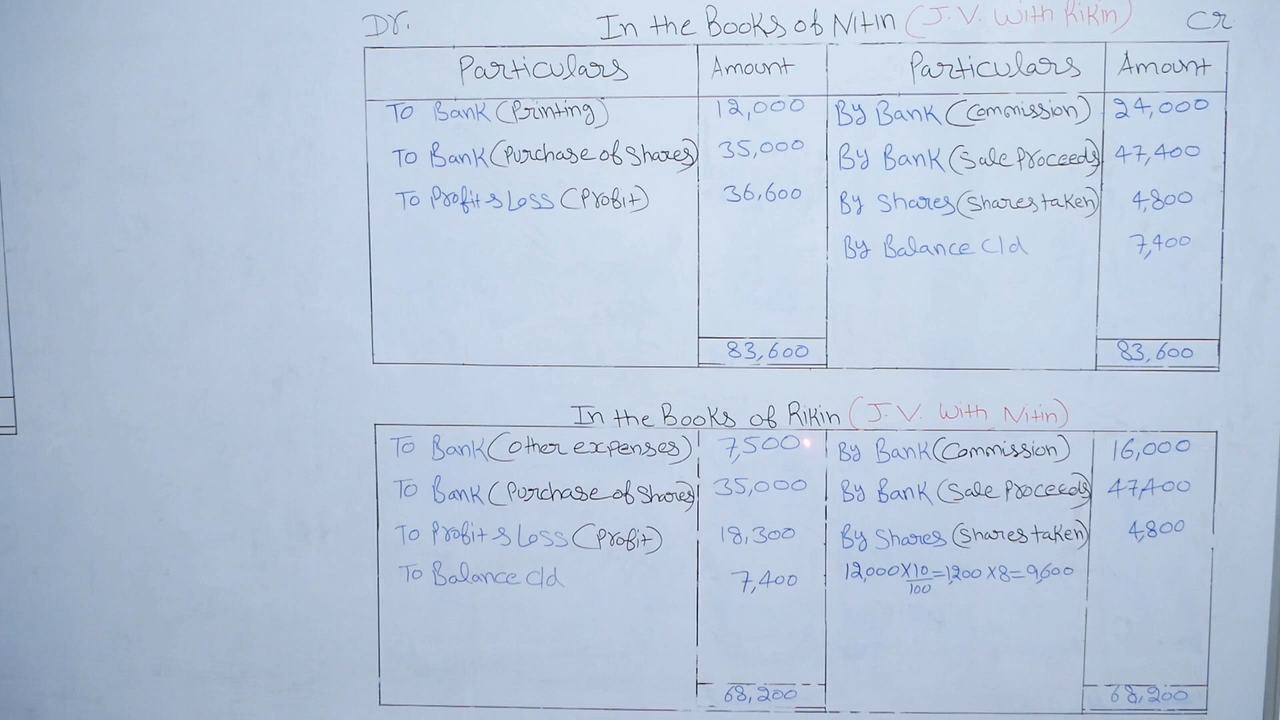 Dr. In the Books of Nitin (J.V. With Rikin) Cr
Particulars Amount Particulars Amount
To Bank (Printing) 12,000 By Bank (Commission) 24,000
To Bank (Purchase of Shares) 35,000 By Bank (Sale Proceeds) 47,400
To Profit & Loss (Profit) 36,600 By Shares (Shares taken) 4,800
By Balance C/d 7,400
83,600 83,600
In the Books of Rikin (J.V. With Nitin)
To Bank (Other expenses) 7,500 By Bank (Commission) 16,000
To Bank (Purchase of Shares) 35,000 By Bank (Sale Proceeds) 47,400
To Profit & Loss (Profit) 18,300 By Shares (Shares taken) 4,800
To Balance C/d 7,400 12,000 × 10/100 = 1200 × 8 = 9,600
68,200 68,200